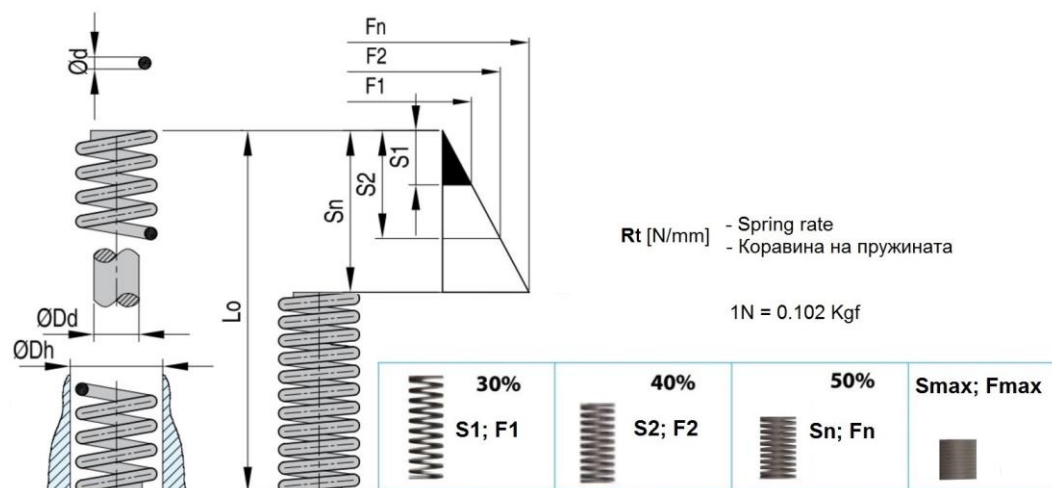 Fn
F2
F1
Ød
S1
S2
Sn
Lo
Rt [N/mm] - Spring rate
- Коравина на пружината
1N = 0.102 Kgf
ØDd
ØDh
30%
S1; F1
40%
S2; F2
50%
Sn; Fn
Smax; Fmax